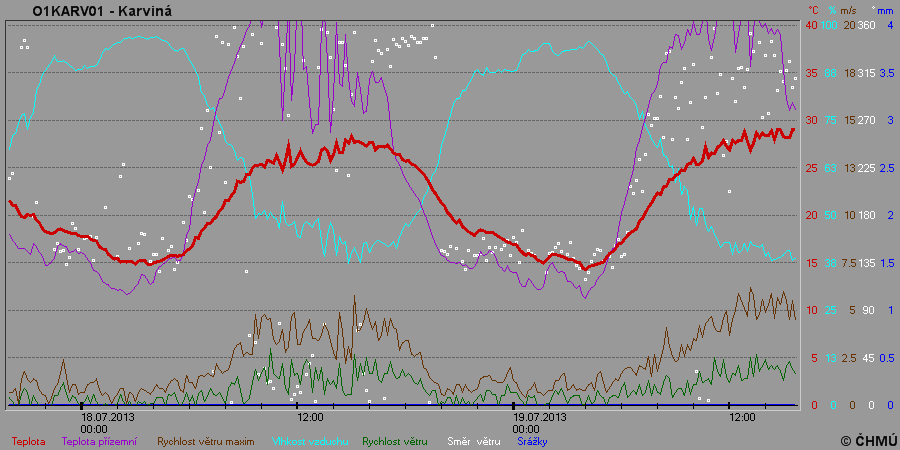 O1KARV01 - Karviná
°C % m/s ° mm
40 100 20 360 4
35 88 18 315 3.5
30 75 15 270 3
25 63 13 225 2.5
20 50 10 180 2
15 38 7.5 135 1.5
10 25 5 90 1
5 13 2.5 45 0.5
0 0 0 0 0
18.07.2013 12:00 19.07.2013 12:00
00:00 00:00
Teplota Teplota přízemní Rychlost větru maxim Vlhkost vzduchu Rychlost větru Směr větru Srážky © ČHMÚ